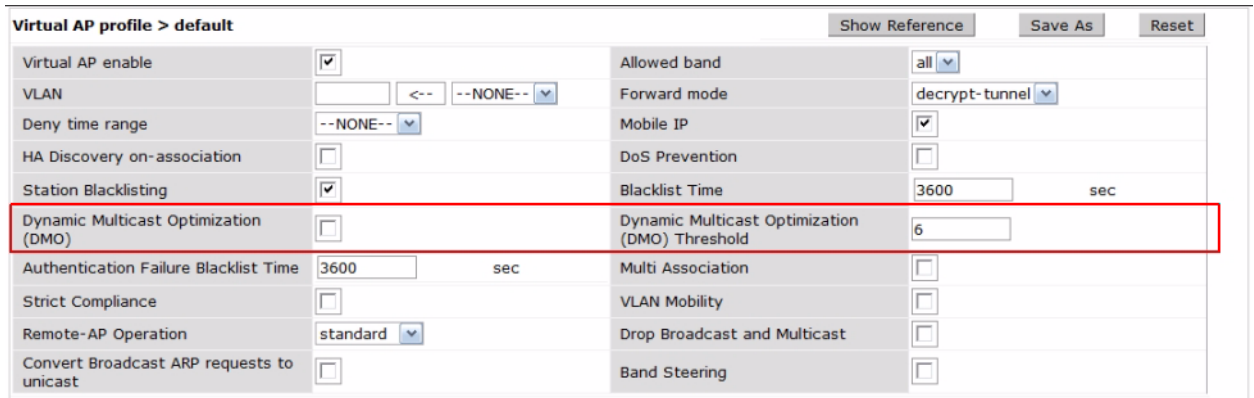 Virtual AP profile > default Show Reference Save As Reset
Virtual AP enable Allowed band all
VLAN <-- --NONE-- Forward mode decrypt-tunnel
Deny time range --NONE-- Mobile IP
HA Discovery on-association DoS Prevention
Station Blacklisting Blacklist Time 3600 sec
Dynamic Multicast Optimization
(DMO)
Dynamic Multicast Optimization
(DMO) Threshold
6
Authentication Failure Blacklist Time 3600 sec Multi Association
Strict Compliance VLAN Mobility
Remote-AP Operation standard Drop Broadcast and Multicast
Convert Broadcast ARP requests to
unicast
Band Steering